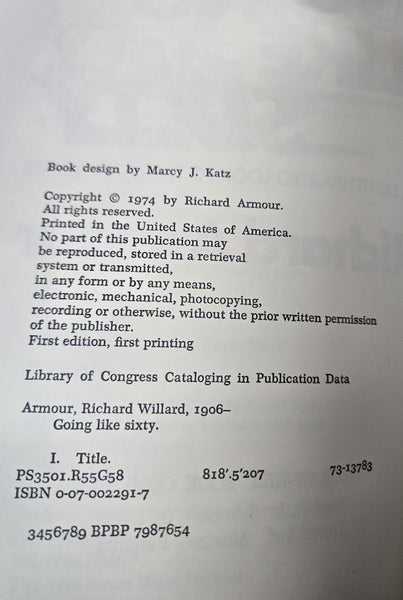 Book design by Marcy J. Katz
Copyright © 1974 by Richard Armour.
All rights reserved.
Printed in the United States of America.
No part of this publication may
be reproduced, stored in a retrieval
system or transmitted,
in any form or by any means,
electronic, mechanical, photocopying,
recording or otherwise, without the prior written permission
of the publisher.
First edition, first printing
Library of Congress Cataloging in Publication Data
Armour, Richard Willard, 1906–
Going like sixty.
I. Title.
PS3501.R55G58 818'.5'207 73-13783
ISBN 0-07-002291-7
3456789 BPBP 7987654